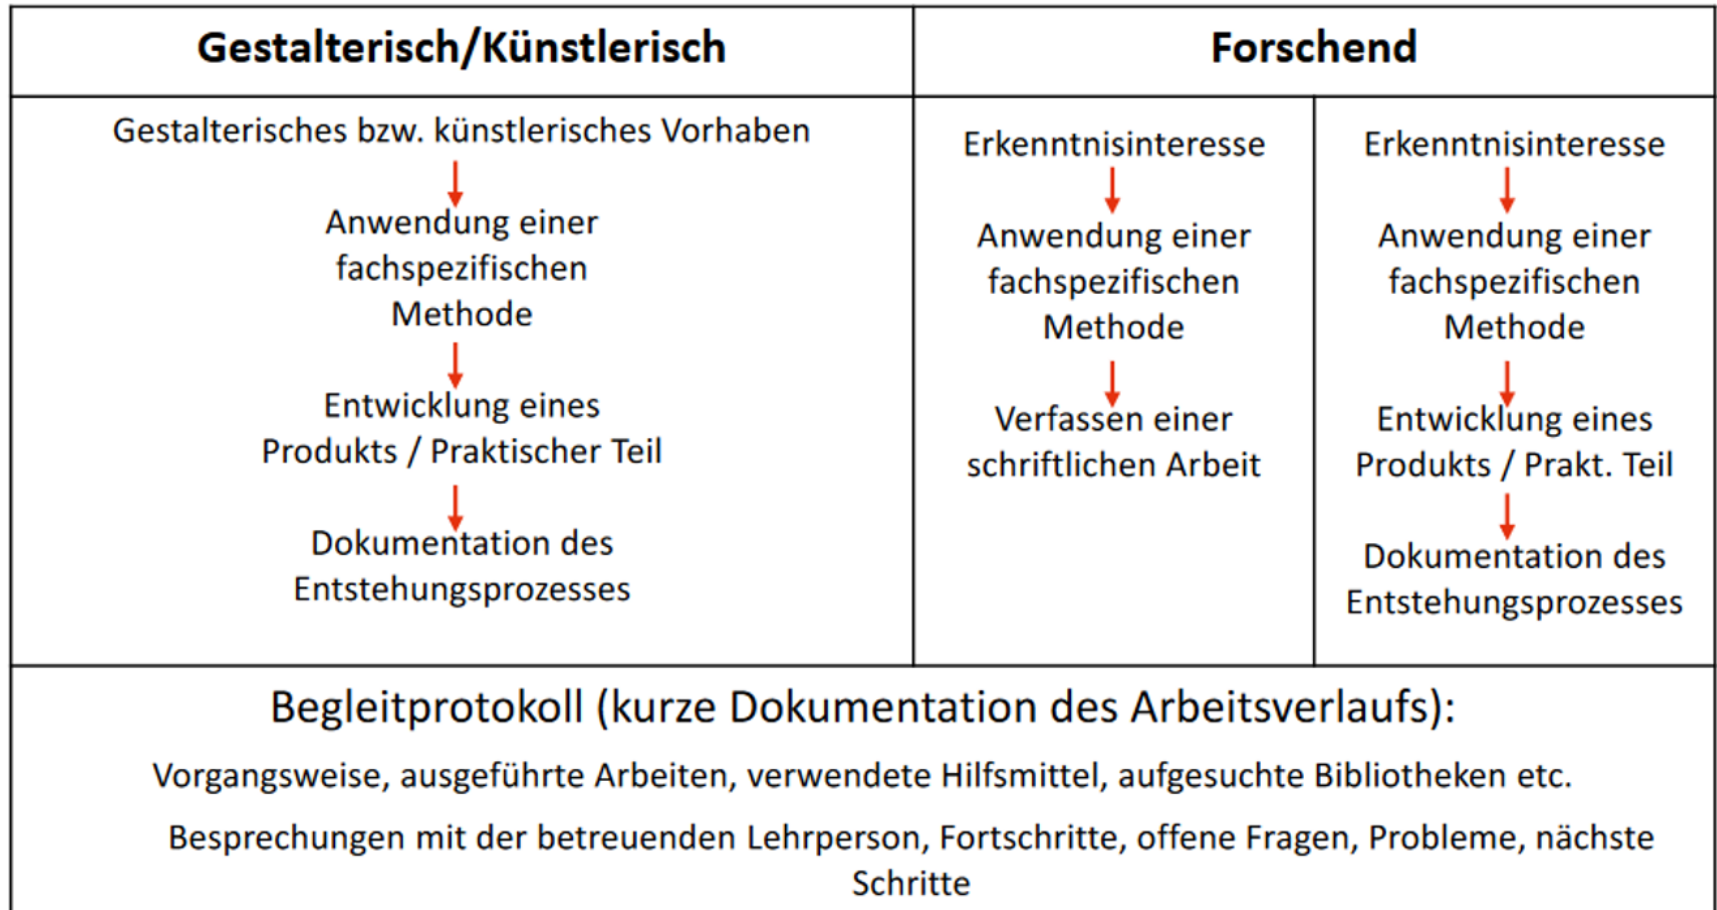 Gestalterisch/Künstlerisch
Forschend
Gestalterisches bzw. künstlerisches Vorhaben
Anwendung einer
fachspezifischen
Methode
Entwicklung eines
Produkts / Praktischer Teil
Dokumentation des
Entstehungsprozesses
Erkenntnisinteresse
Anwendung einer
fachspezifischen
Methode
Verfassen einer
schriftlichen Arbeit
Erkenntnisinteresse
Anwendung einer
fachspezifischen
Methode
Entwicklung eines
Produkts / Prakt. Teil
Dokumentation des
Entstehungsprozesses
Begleitprotokoll (kurze Dokumentation des Arbeitsverlaufs):
Vorgangsweise, ausgeführte Arbeiten, verwendete Hilfsmittel, aufgesuchte Bibliotheken etc.
Besprechungen mit der betreuenden Lehrperson, Fortschritte, offene Fragen, Probleme, nächste
Schritte